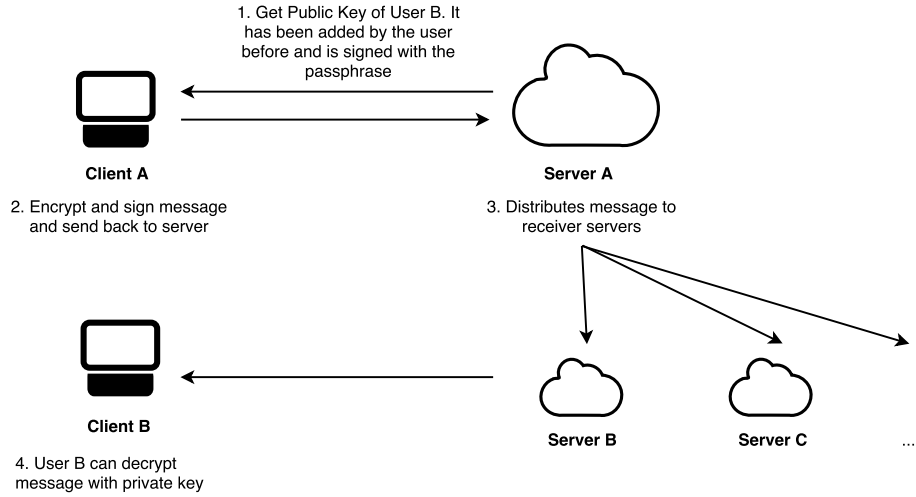 1. Get Public Key of User B. It
has been added by the user
before and is signed with the
passphrase
Client A
Server A
2. Encrypt and sign message
and send back to server
3. Distributes message to
receiver servers
Client B
Server B
Server C
...
4. User B can decrypt
message with private key